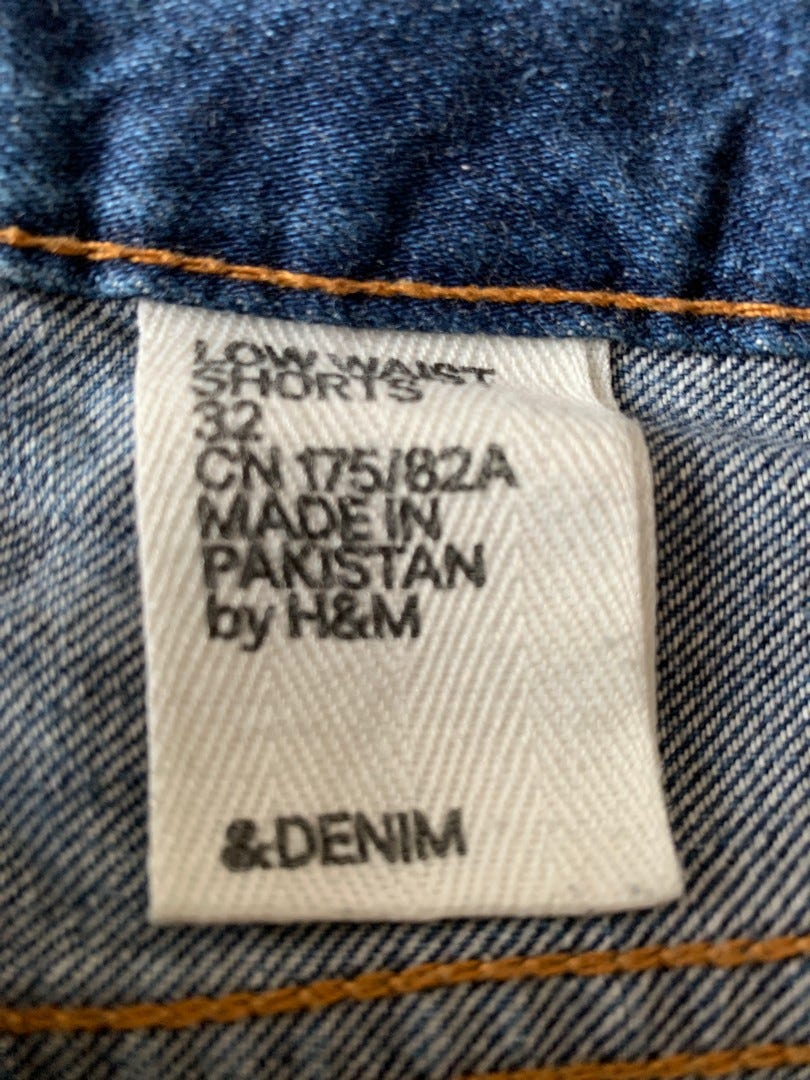 LOW WAIST
SHORTS
32
CN 175/82A
MADE IN
PAKISTAN
by H&M
&DENIM